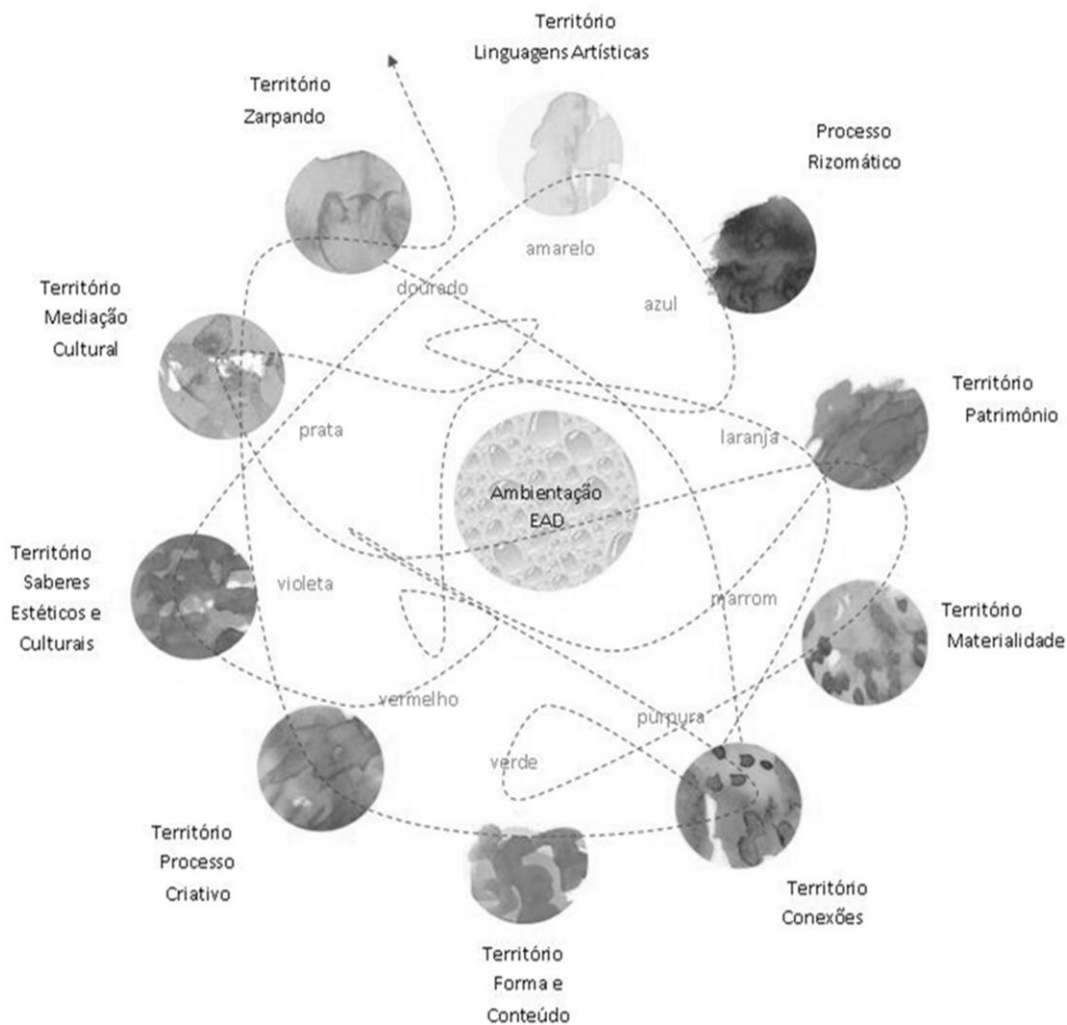 Território
Linguagens Artísticas
Território
Zarpando
Processo
Rizomático
amarelo
dourado
azul
Território
Mediação
Cultural
Território
Patrimônio
prata
laranja
Ambientação
EAD
Território
Saberes
Estéticos e
Culturais
violeta
marrom
Território
Materialidade
vermelho
púrpura
verde
Território
Processo
Criativo
Território
Conexões
Território
Forma e
Conteúdo